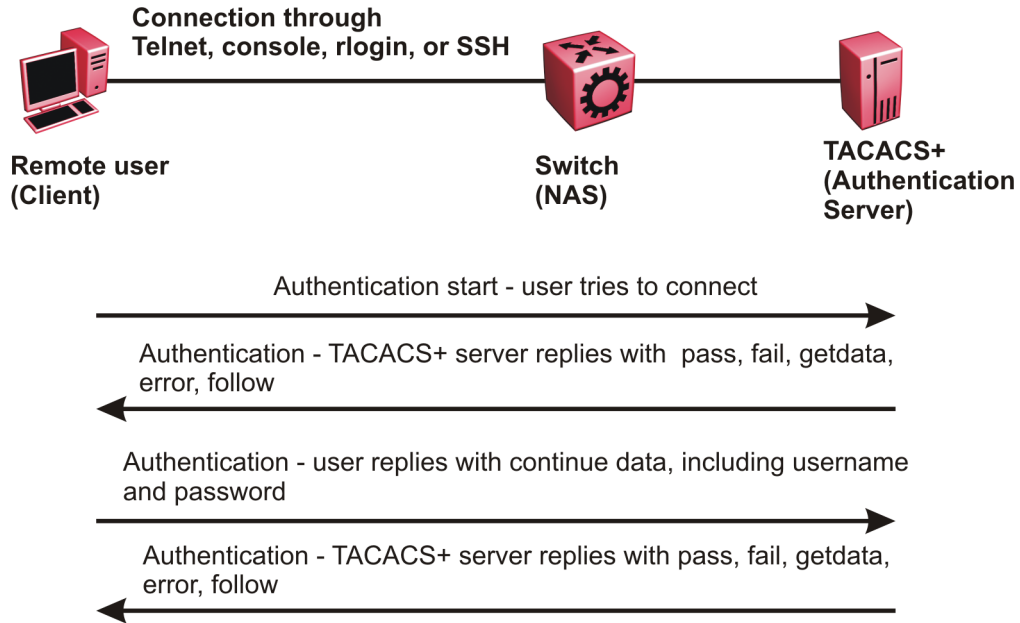 Connection through
Telnet, console, rlogin, or SSH
Remote user
(Client)
Switch
(NAS)
TACACS+
(Authentication
Server)
Authentication start - user tries to connect
Authentication - TACACS+ server replies with pass, fail, getdata,
error, follow
Authentication - user replies with continue data, including username
and password
Authentication - TACACS+ server replies with pass, fail, getdata,
error, follow